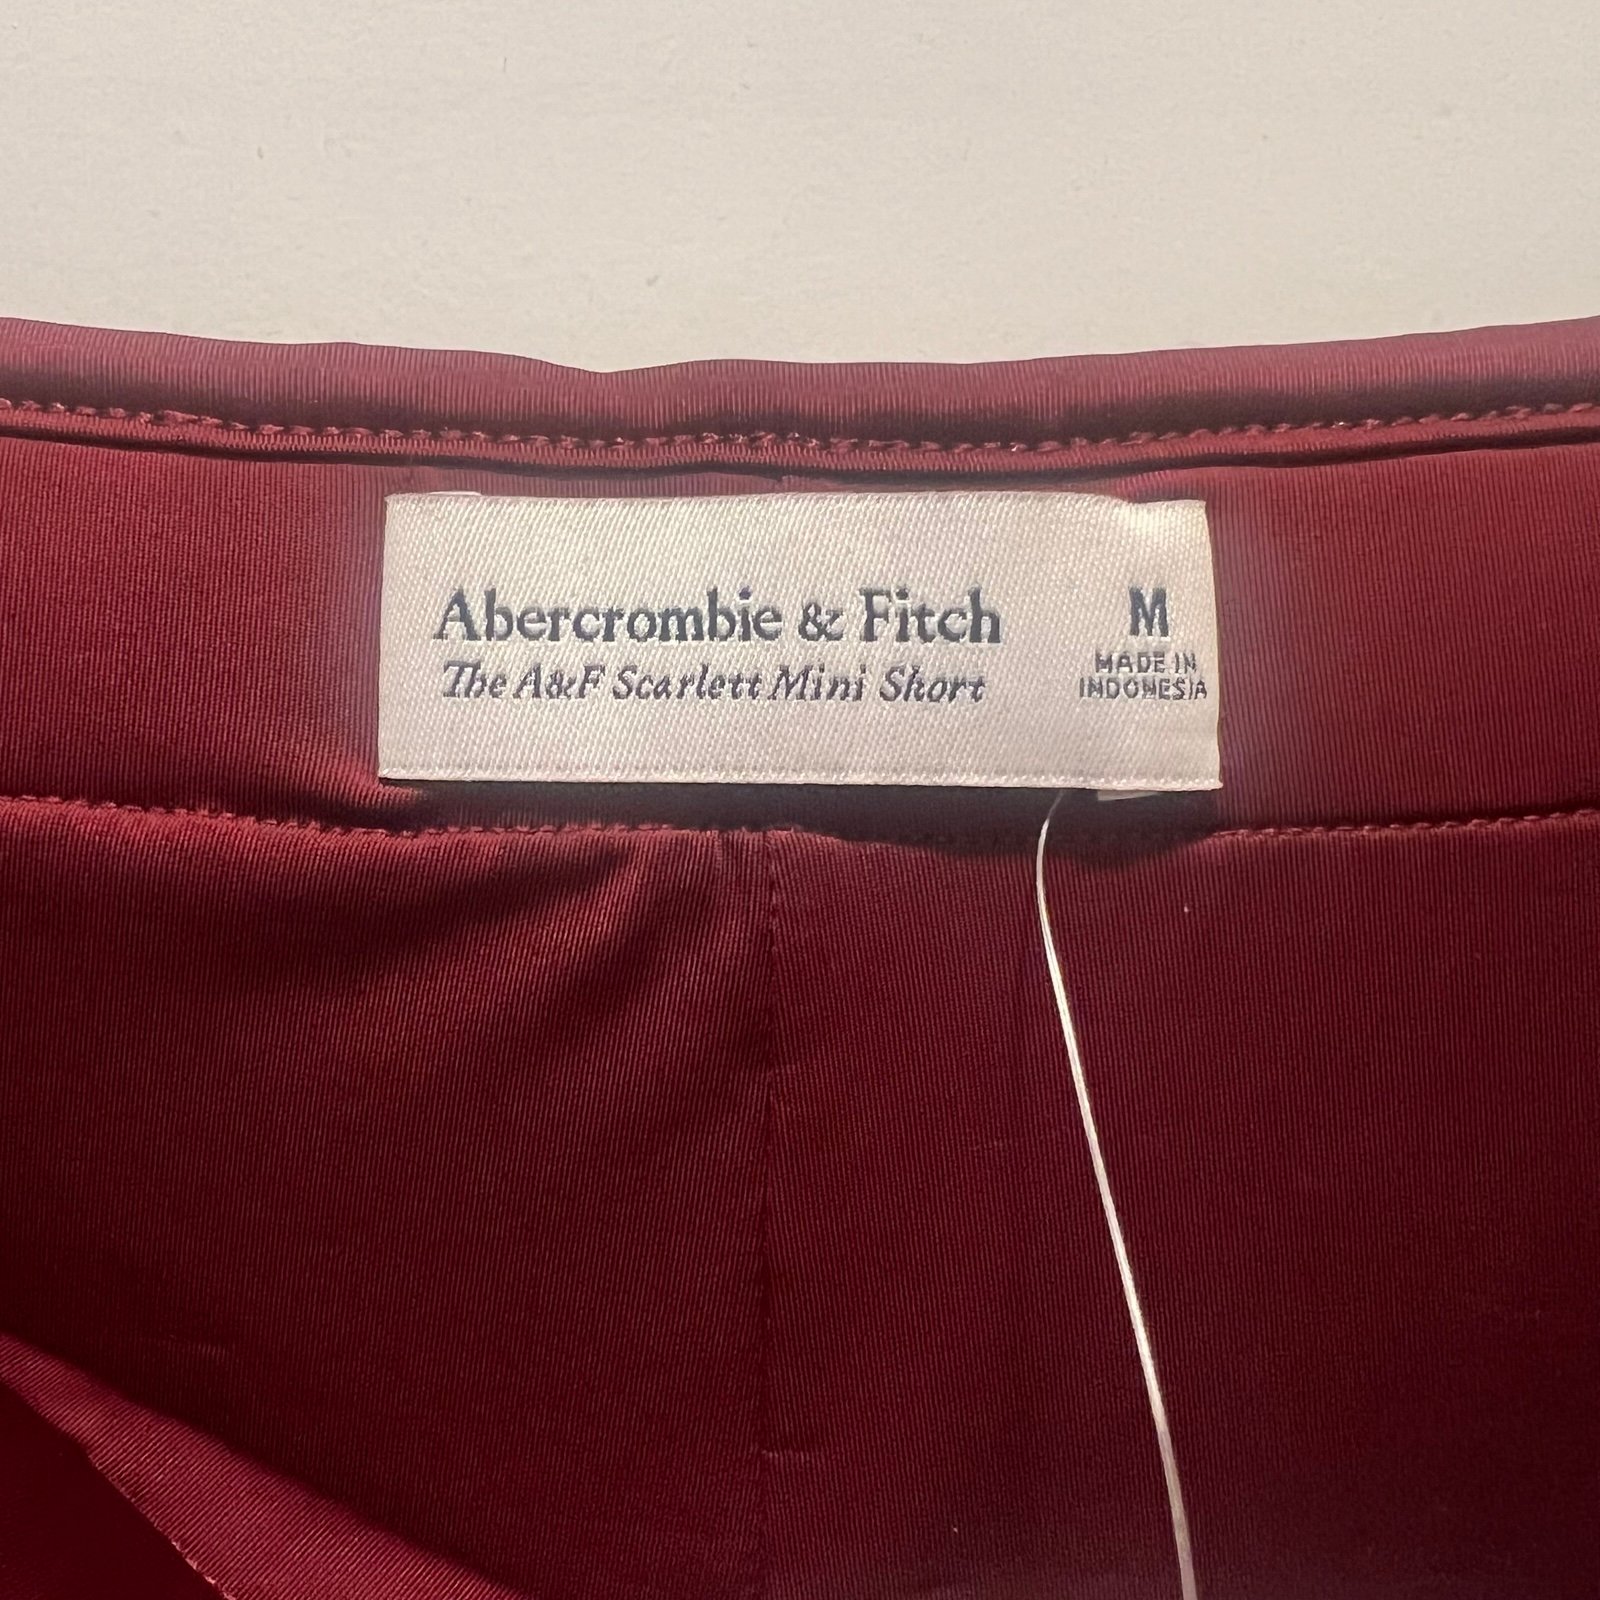 Abercrombie & Fitch
The A&F Scarlett Mini Short
M
MADE IN
INDONESIA